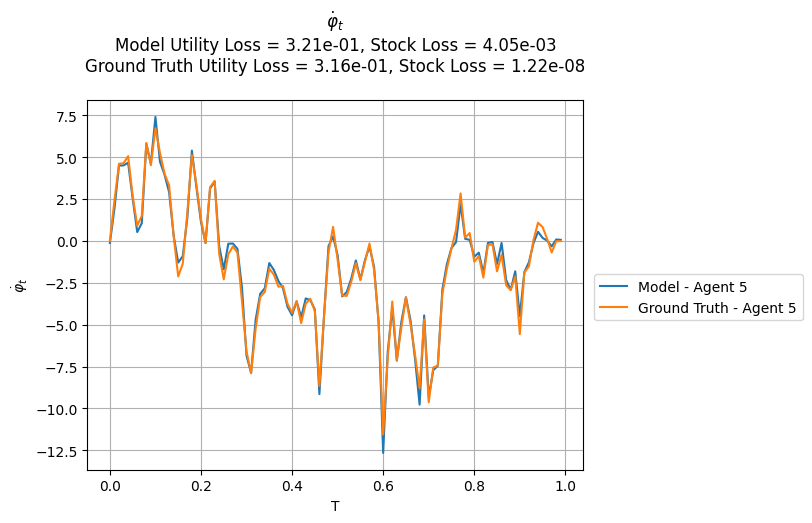 φ̇_t
Model Utility Loss = 3.21e-01, Stock Loss = 4.05e-03
Ground Truth Utility Loss = 3.16e-01, Stock Loss = 1.22e-08
7.5
5.0
2.5
0.0
−2.5
−5.0
−7.5
−10.0
−12.5
φ̇_t
0.0 0.2 0.4 0.6 0.8 1.0
T
Model - Agent 5
Ground Truth - Agent 5